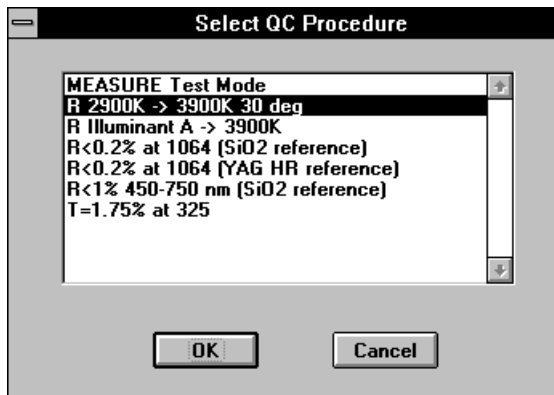 Select QC Procedure
MEASURE Test Mode
R 2900K -> 3900K 30 deg
R Illuminant A -> 3900K
R<0.2% at 1064 (SiO2 reference)
R<0.2% at 1064 (YAG HR reference)
R<1% 450-750 nm (SiO2 reference)
T=1.75% at 325
OK
Cancel